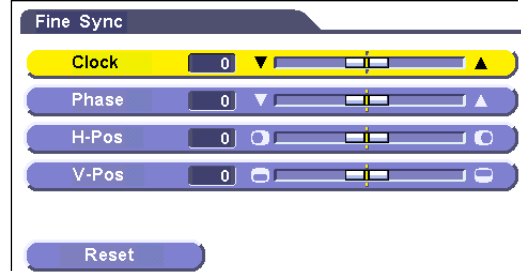 Fine Sync
Clock 0
Phase 0
H-Pos 0
V-Pos 0
Reset